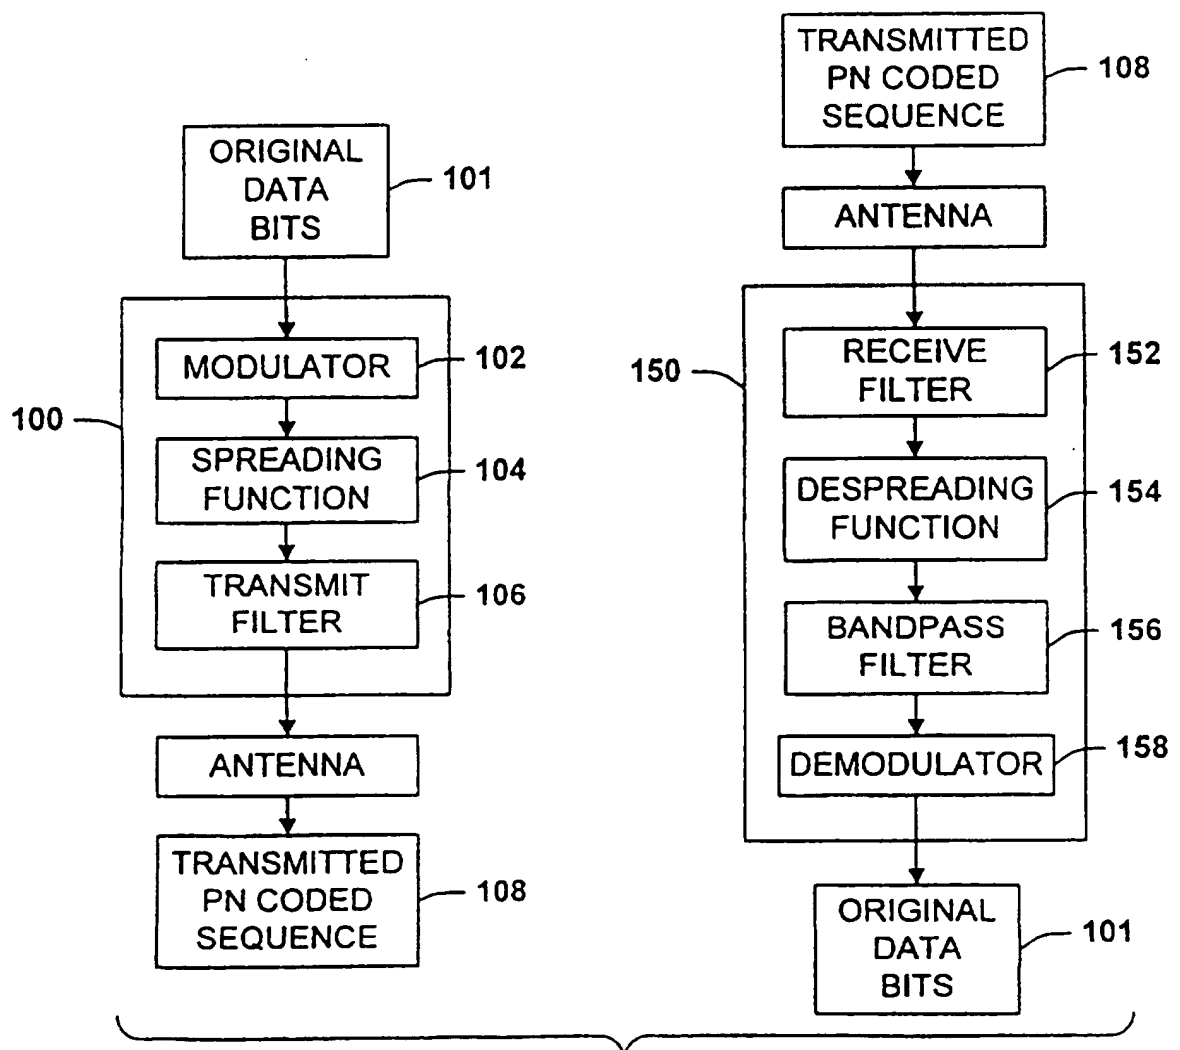 ORIGINAL
DATA
BITS
101
MODULATOR
102
100
SPREADING
FUNCTION
104
TRANSMIT
FILTER
106
ANTENNA
TRANSMITTED
PN CODED
SEQUENCE
108
TRANSMITTED
PN CODED
SEQUENCE
108
ANTENNA
RECEIVE
FILTER
152
150
DESPREADING
FUNCTION
154
BANDPASS
FILTER
156
DEMODULATOR
158
ORIGINAL
DATA
BITS
101